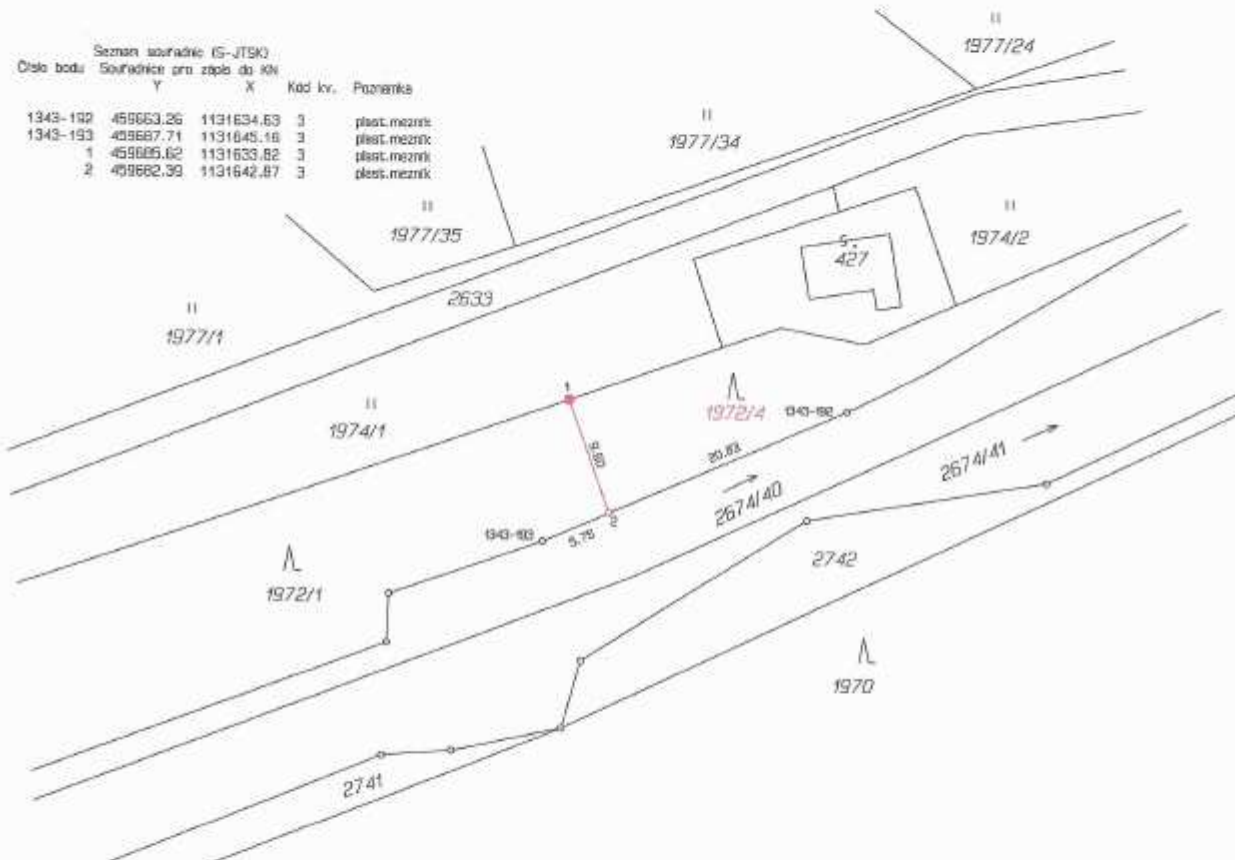 Seznam souřadnic (S-JTSK)
Číslo bodu Souřadnice pro zápis do KN
Y X Kód kv. Poznámka
1343-192 459663.26 1131634.63 3 plast.mezník
1343-193 459687.71 1131645.16 3 plast.mezník
1 459685.62 1131633.82 3 plast.mezník
2 459682.39 1131642.87 3 plast.mezník
1977/24
1977/34
1977/35
1974/2
S.
427
2633
1977/1
1
1972/4
1343-192
1974/1
9.60
20.83
2674/41
2674/40
2
1343-193
5.75
2742
1972/1
1970
2741